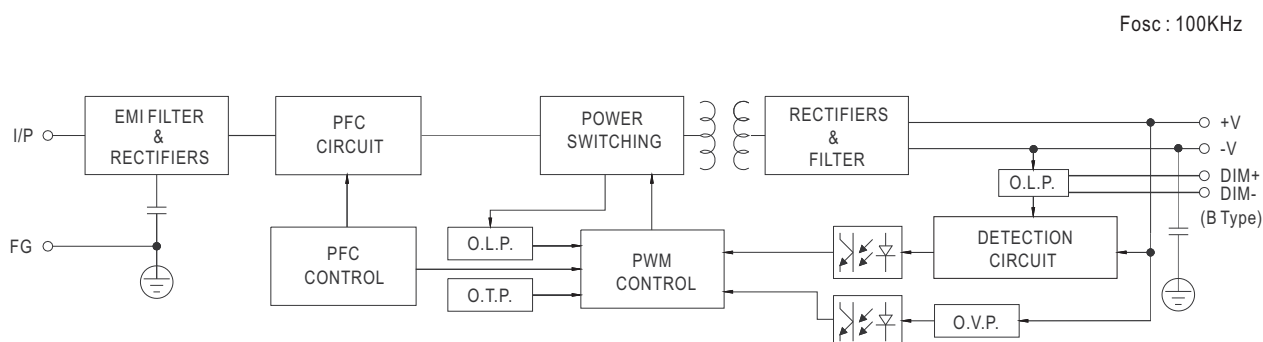 Fosc : 100KHz
I/P
EMI FILTER
&
RECTIFIERS
PFC
CIRCUIT
POWER
SWITCHING
RECTIFIERS
&
FILTER
+V
-V
DIM+
DIM-
(B Type)
O.L.P.
FG
PFC
CONTROL
O.L.P.
O.T.P.
PWM
CONTROL
DETECTION
CIRCUIT
O.V.P.